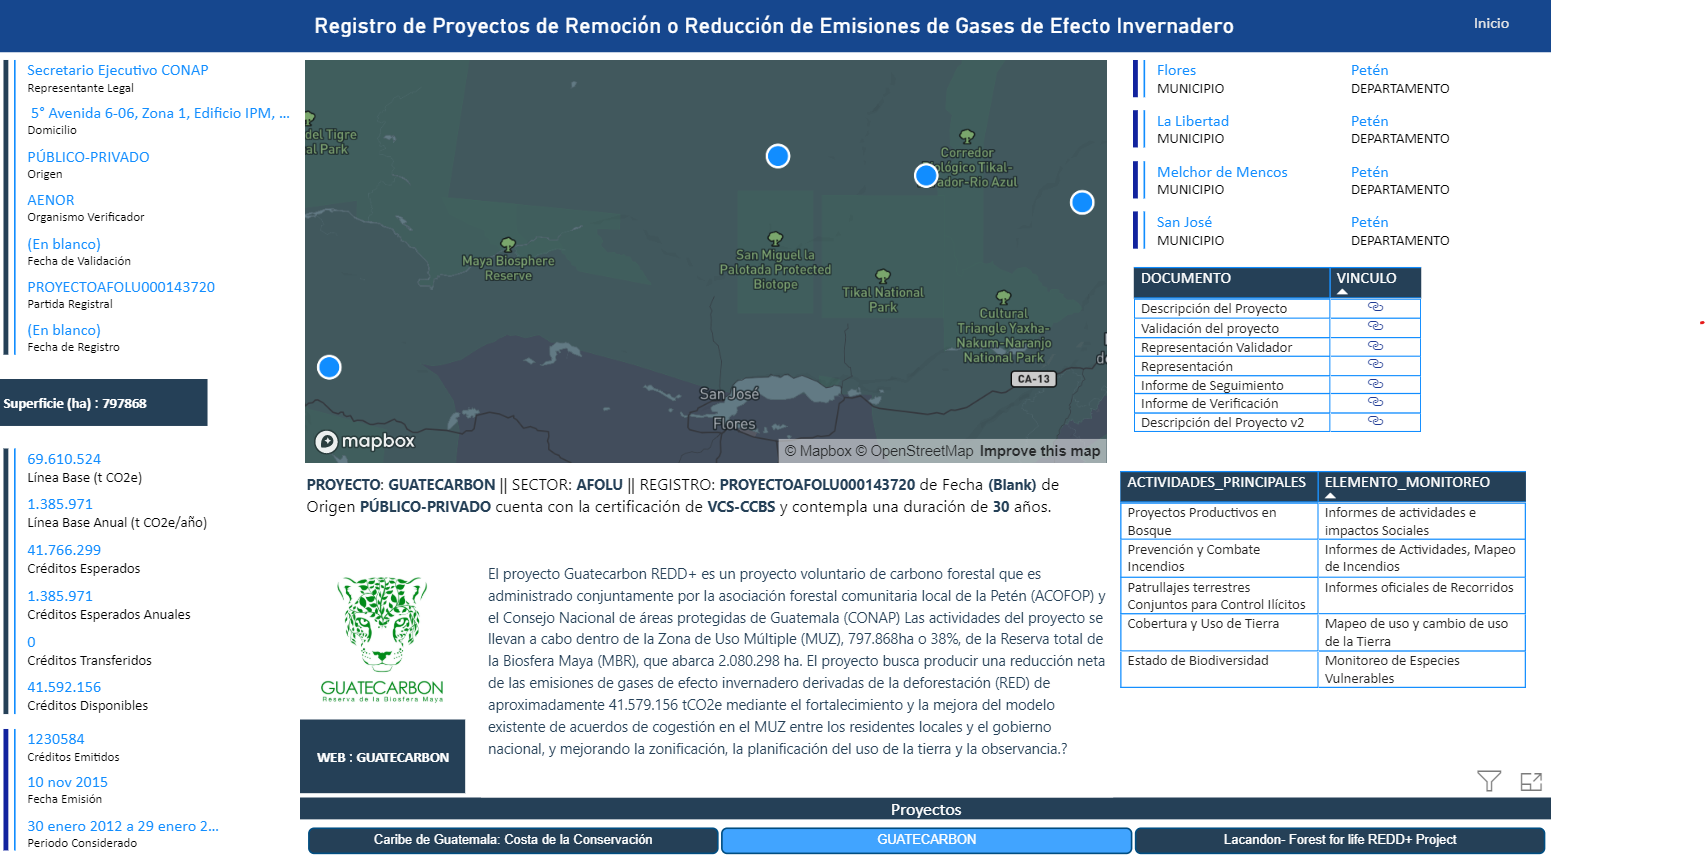 Registro de Proyectos de Remoción o Reducción de Emisiones de Gases de Efecto Invernadero
Inicio
Secretario Ejecutivo CONAP
Representante Legal
5° Avenida 6-06, Zona 1, Edificio IPM, ...
Domicilio
PÚBLICO-PRIVADO
Origen
AENOR
Organismo Verificador
(En blanco)
Fecha de Validación
PROYECTOAFOLU000143720
Partida Registral
(En blanco)
Fecha de Registro
Superficie (ha) : 797868
69.610.524
Línea Base (t CO2e)
1.385.971
Línea Base Anual (t CO2e/año)
41.766.299
Créditos Esperados
1.385.971
Créditos Esperados Anuales
0
Créditos Transferidos
41.592.156
Créditos Disponibles
1230584
Créditos Emitidos
10 nov 2015
Fecha Emisión
30 enero 2012 a 29 enero 2...
Periodo Considerado
del Tigre
al Park
Corredor
ológico Tikal-
ador-Rio Azul
Maya Biosphere
Reserve
San Miguel la
Palotada Protected
Biotope
Tikal National
Park
Cultural
Triangle Yaxha-
Nakum-Naranjo
National Park
CA-13
San José
Flores
mapbox
© Mapbox © OpenStreetMap Improve this map
PROYECTO: GUATECARBON || SECTOR: AFOLU || REGISTRO: PROYECTOAFOLU000143720 de Fecha (Blank) de
Origen PÚBLICO-PRIVADO cuenta con la certificación de VCS-CCBS y contempla una duración de 30 años.
GUATECARBON
Reserva de la Biosfera Maya
WEB : GUATECARBON
El proyecto Guatecarbon REDD+ es un proyecto voluntario de carbono forestal que es
administrado conjuntamente por la asociación forestal comunitaria local de la Petén (ACOFOP) y
el Consejo Nacional de áreas protegidas de Guatemala (CONAP) Las actividades del proyecto se
llevan a cabo dentro de la Zona de Uso Múltiple (MUZ), 797.868ha o 38%, de la Reserva total de
la Biosfera Maya (MBR), que abarca 2.080.298 ha. El proyecto busca producir una reducción neta
de las emisiones de gases de efecto invernadero derivadas de la deforestación (RED) de
aproximadamente 41.579.156 tCO2e mediante el fortalecimiento y la mejora del modelo
existente de acuerdos de cogestión en el MUZ entre los residentes locales y el gobierno
nacional, y mejorando la zonificación, la planificación del uso de la tierra y la observancia.?
Flores Petén
MUNICIPIO DEPARTAMENTO
La Libertad Petén
MUNICIPIO DEPARTAMENTO
Melchor de Mencos Petén
MUNICIPIO DEPARTAMENTO
San José Petén
MUNICIPIO DEPARTAMENTO
DOCUMENTO VINCULO
Descripción del Proyecto
Validación del proyecto
Representación Validador
Representación
Informe de Seguimiento
Informe de Verificación
Descripción del Proyecto v2
ACTIVIDADES_PRINCIPALES ELEMENTO_MONITOREO
Proyectos Productivos en Informes de actividades e
Bosque impactos Sociales
Prevención y Combate Informes de Actividades, Mapeo
Incendios de Incendios
Patrullajes terrestres Informes oficiales de Recorridos
Conjuntos para Control Ilícitos
Cobertura y Uso de Tierra Mapeo de uso y cambio de uso
de la Tierra
Estado de Biodiversidad Monitoreo de Especies
Vulnerables
Proyectos
Caribe de Guatemala: Costa de la Conservación GUATECARBON Lacandon- Forest for life REDD+ Project